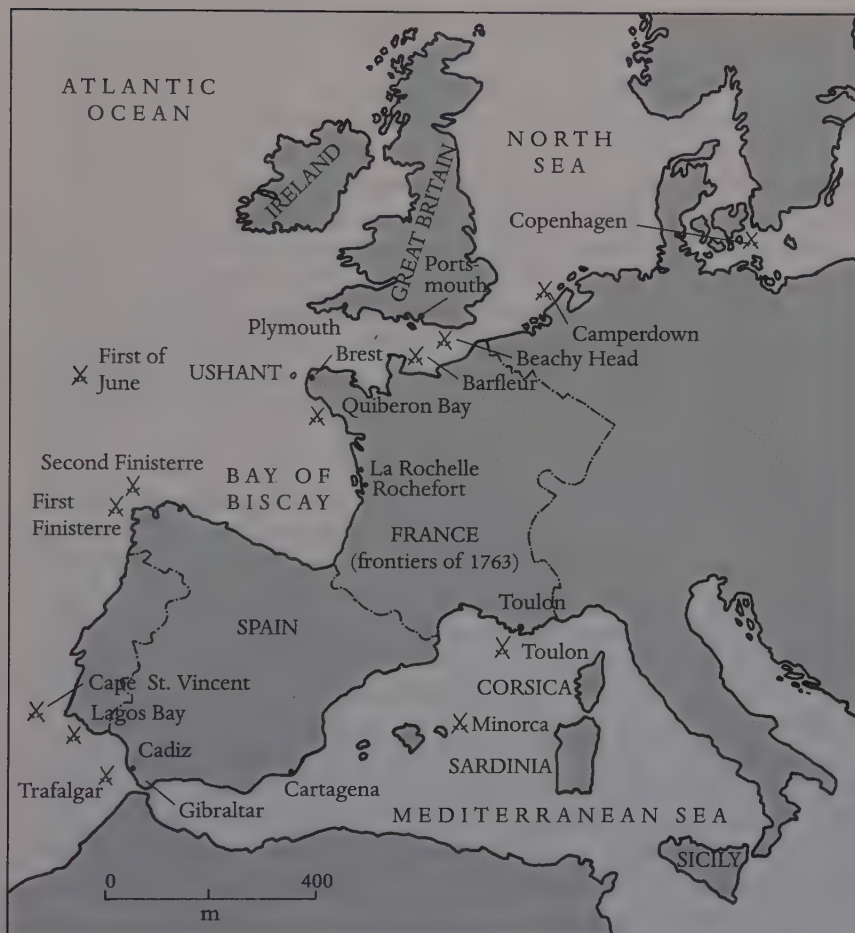 ATLANTIC
OCEAN
NORTH
SEA
IRELAND
GREAT BRITAIN
Copenhagen
Ports-
mouth
Plymouth
Camperdown
Beachy Head
Brest
Barfleur
First of
June
USHANT
Quiberon Bay
Second Finisterre
BAY OF
BISCAY
La Rochelle
Rochefort
First
Finisterre
FRANCE
(frontiers of 1763)
Toulon
SPAIN
Toulon
Cape St. Vincent
CORSICA
Lagos Bay
Minorca
Cadiz
SARDINIA
Trafalgar
Gibraltar
Cartagena
MEDITERRANEAN SEA
SICILY
0 400
m